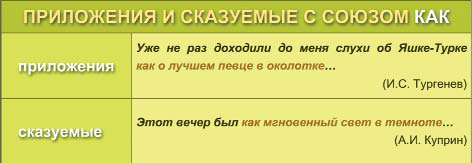 ПРИЛОЖЕНИЯ И СКАЗУЕМЫЕ С СОЮЗОМ КАК
приложения
Уже не раз доходили до меня слухи об Яшке-Турке
как о лучшем певце в околотке...
(И.С. Тургенев)
сказуемые
Этот вечер был как мгновенный свет в темноте...
(А.И. Куприн)